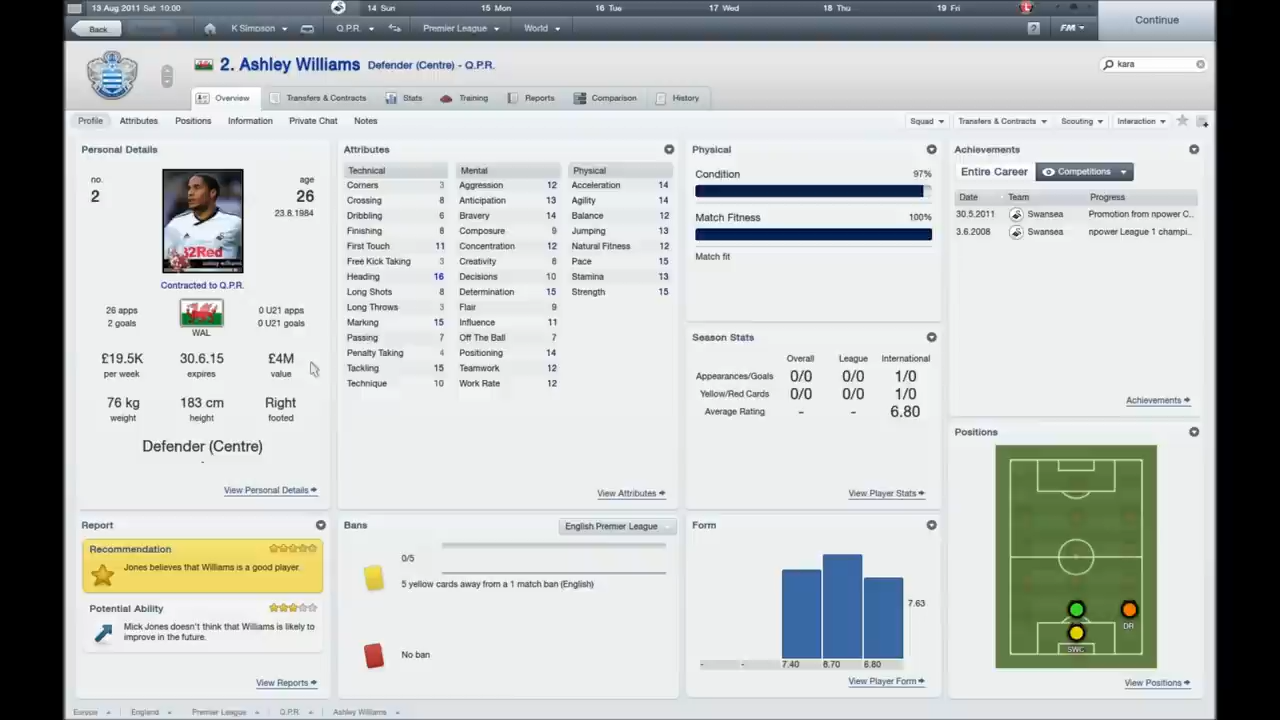 13 Aug 2011 Sat 10:00
14 Sun
15 Mon
16 Tue
17 Wed
18 Thu
19 Fri
Continue
Back
K Simpson
Q.P.R.
Premier League
World
?
FM
2. Ashley Williams
Defender (Centre) - Q.P.R.
kara
Overview
Transfers & Contracts
Stats
Training
Reports
Comparison
History
Profile
Attributes
Positions
Information
Private Chat
Notes
Squad
Transfers & Contracts
Scouting
Interaction
Personal Details
no.
2
age
26
23.8.1984
32Red
ashley williams
Contracted to Q.P.R.
26 apps
2 goals
WAL
0 U21 apps
0 U21 goals
£19.5K
per week
30.6.15
expires
£4M
value
76 kg
weight
183 cm
height
Right
footed
Defender (Centre)
-
View Personal Details
Attributes
Technical
Corners 3
Crossing 8
Dribbling 6
Finishing 8
First Touch 11
Free Kick Taking 3
Heading 16
Long Shots 8
Long Throws 3
Marking 15
Passing 7
Penalty Taking 4
Tackling 15
Technique 10
Mental
Aggression 12
Anticipation 13
Bravery 14
Composure 9
Concentration 12
Creativity 8
Decisions 10
Determination 15
Flair 9
Influence 11
Off The Ball 7
Positioning 14
Teamwork 12
Work Rate 12
Physical
Acceleration 14
Agility 14
Balance 12
Jumping 13
Natural Fitness 12
Pace 15
Stamina 13
Strength 15
View Attributes
Physical
Condition 97%
Match Fitness 100%
Match fit
Season Stats
Overall League International
Appearances/Goals 0/0 0/0 1/0
Yellow/Red Cards 0/0 0/0 1/0
Average Rating - - 6.80
View Player Stats
Achievements
Entire Career
Competitions
Date Team Progress
30.5.2011 Swansea Promotion from npower C...
3.6.2008 Swansea npower League 1 champi...
Achievements
Report
Recommendation
Jones believes that Williams is a good player.
Potential Ability
Mick Jones doesn't think that Williams is likely to
improve in the future.
View Reports
Bans
English Premier League
0/5
5 yellow cards away from a 1 match ban (English)
No ban
Form
7.63
- - 7.40 8.70 6.80
View Player Form
Positions
DR
SWC
View Positions
Europe
England
Premier League
Q.P.R.
Ashley Williams